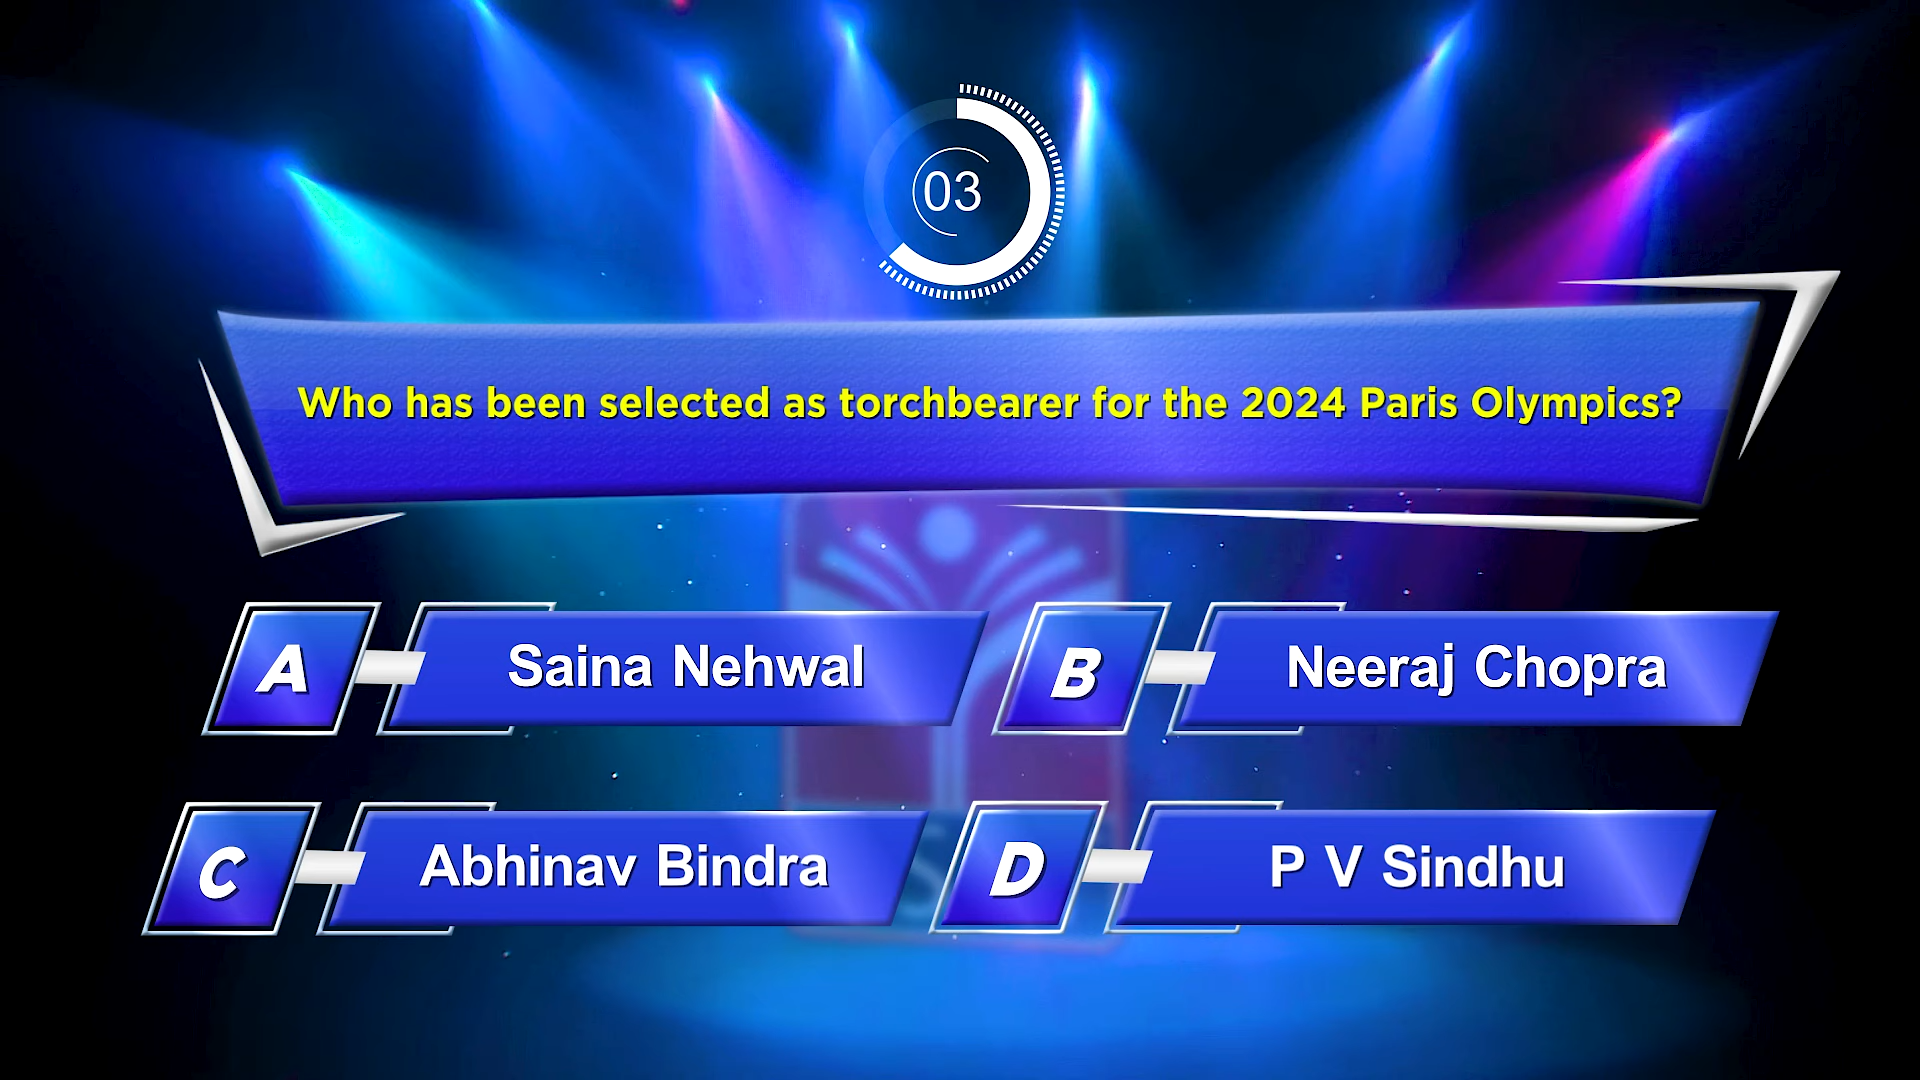 03
Who has been selected as torchbearer for the 2024 Paris Olympics?
A Saina Nehwal
B Neeraj Chopra
C Abhinav Bindra
D P V Sindhu